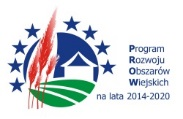 Program
Rozwoju
Obszarów
Wiejskich
na lata 2014-2020